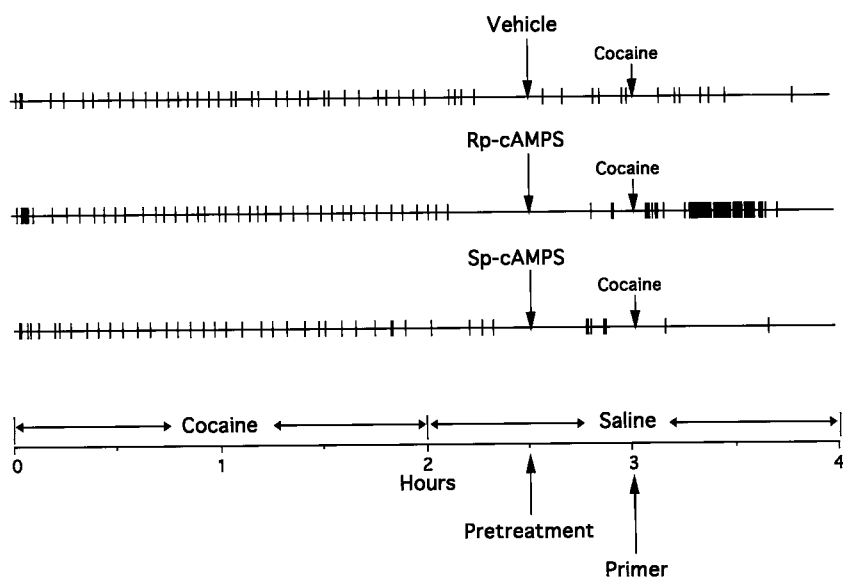 Vehicle
Cocaine
Rp-cAMPS
Cocaine
Sp-cAMPS
Cocaine
Cocaine Saline
0 1 2 3 4
Hours
Pretreatment
Primer